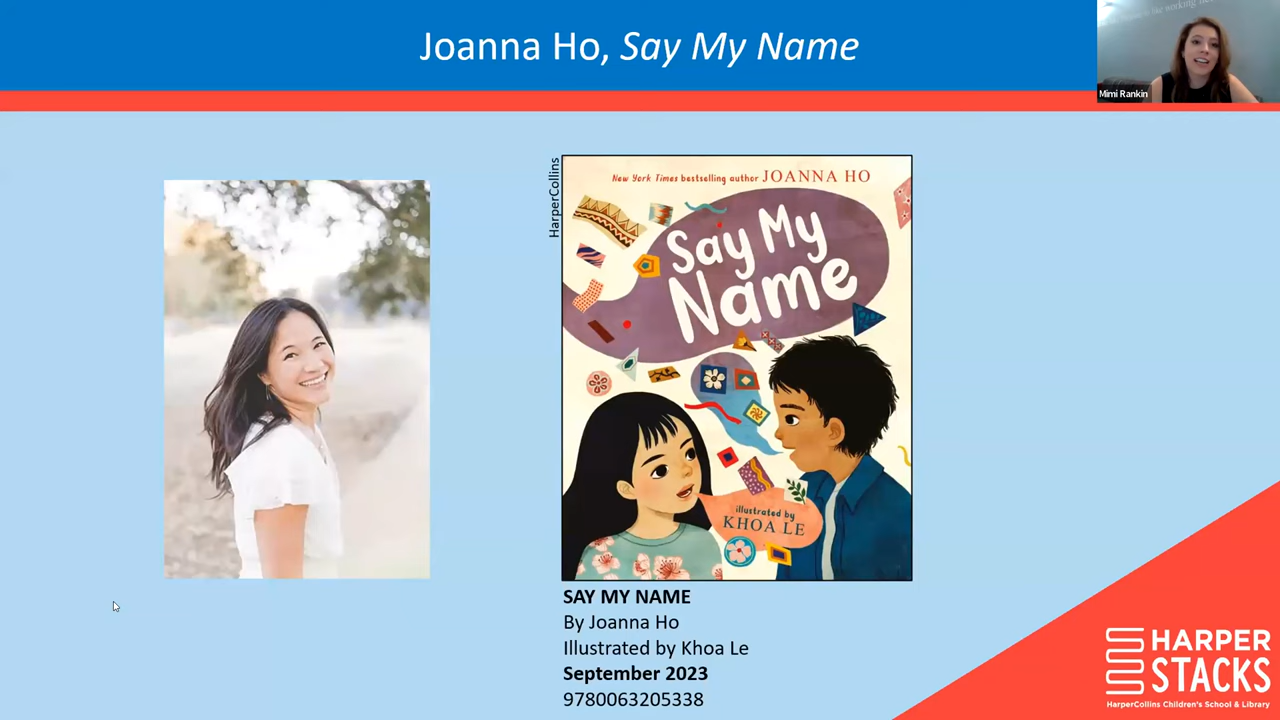 Joanna Ho, Say My Name
Mimi Rankin
HarperCollins
New York Times bestselling author JOANNA HO
Say My
Name
illustrated by
KHOA LE
SAY MY NAME
By Joanna Ho
Illustrated by Khoa Le
September 2023
9780063205338
HARPER
STACKS
HarperCollins Children's School & Library